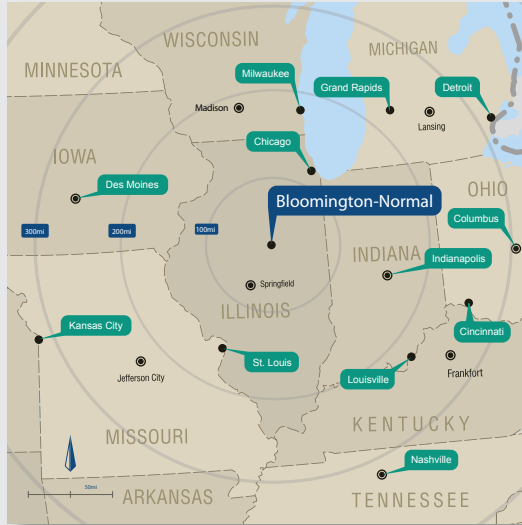 WISCONSIN
MICHIGAN
MINNESOTA
Milwaukee
Grand Rapids
Detroit
Madison
Lansing
Chicago
IOWA
Des Moines
OHIO
Bloomington-Normal
Columbus
300mi
200mi
100mi
INDIANA
Indianapolis
Springfield
ILLINOIS
Kansas City
Cincinnati
St. Louis
Jefferson City
Louisville
Frankfort
KENTUCKY
MISSOURI
Nashville
50mi
ARKANSAS
TENNESSEE